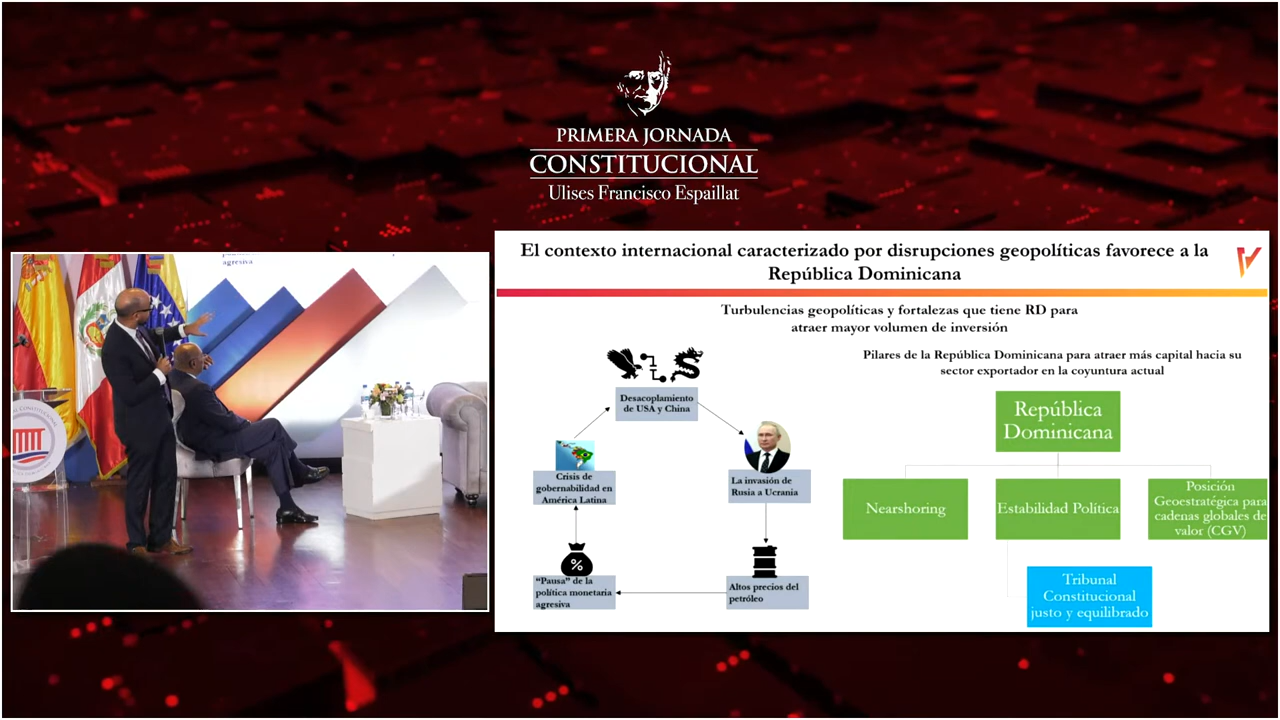 PRIMERA JORNADA
CONSTITUCIONAL
Ulises Francisco Espaillat
agresiva
El contexto internacional caracterizado por disrupciones geopolíticas favorece a la
República Dominicana
Turbulencias geopolíticas y fortalezas que tiene RD para
atraer mayor volumen de inversión
Desacoplamiento
de USA y China
La invasión de
Rusia a Ucrania
Altos precios del
petróleo
%
"Pausa" de la
política monetaria
agresiva
Crisis de
gobernabilidad en
América Latina
Pilares de la República Dominicana para atraer más capital hacia su
sector exportador en la coyuntura actual
República
Dominicana
Nearshoring
Estabilidad Política
Posición
Geoestratégica para
cadenas globales de
valor (CGV)
Tribunal
Constitucional
justo y equilibrado